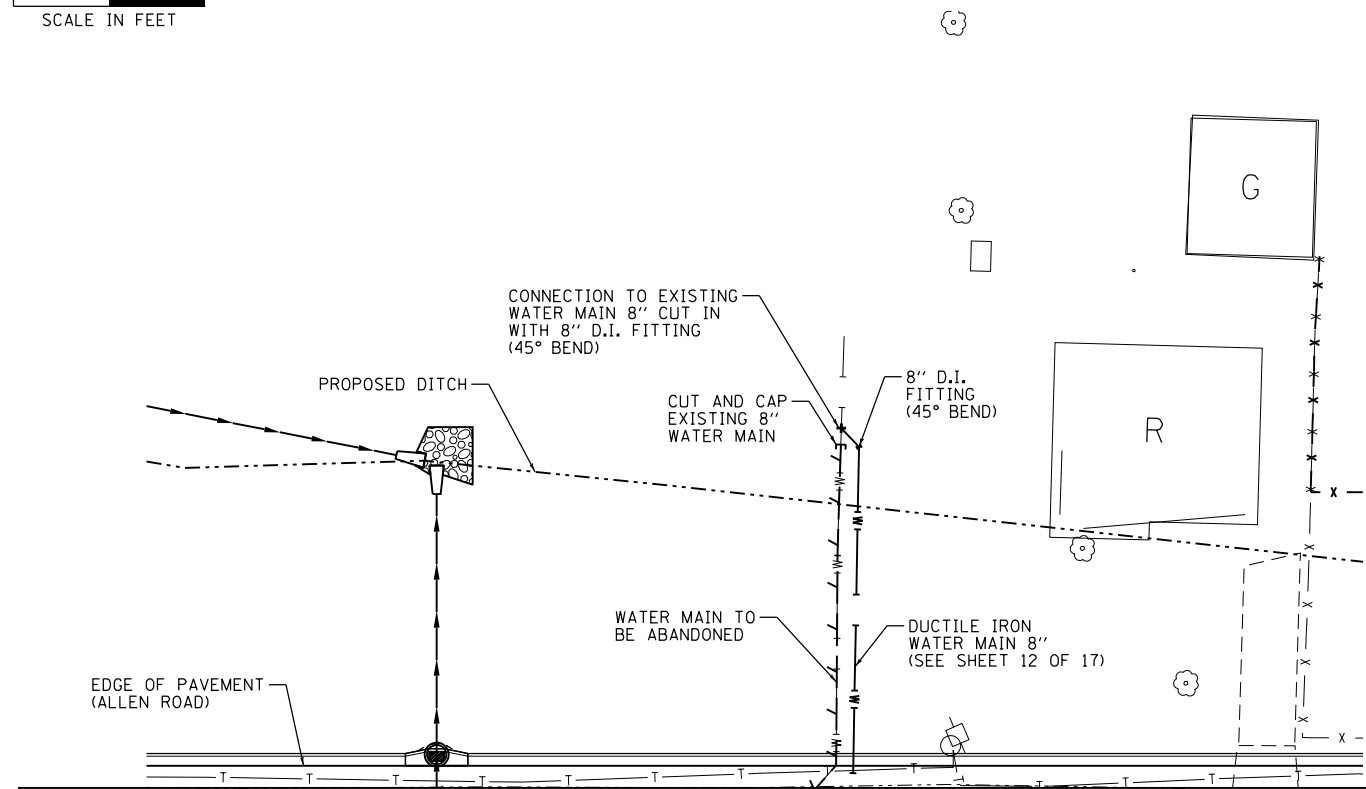 SCALE IN FEET
G
CONNECTION TO EXISTING
WATER MAIN 8'' CUT IN
WITH 8'' D.I. FITTING
(45° BEND)
PROPOSED DITCH
CUT AND CAP
EXISTING 8''
WATER MAIN
8'' D.I.
FITTING
(45° BEND)
R
WATER MAIN TO
BE ABANDONED
DUCTILE IRON
WATER MAIN 8''
(SEE SHEET 12 OF 17)
EDGE OF PAVEMENT
(ALLEN ROAD)
W
W
W
W
W
X
X
X
X
X
X
T
T
T
T
T
T
T
T
T
T
T
T